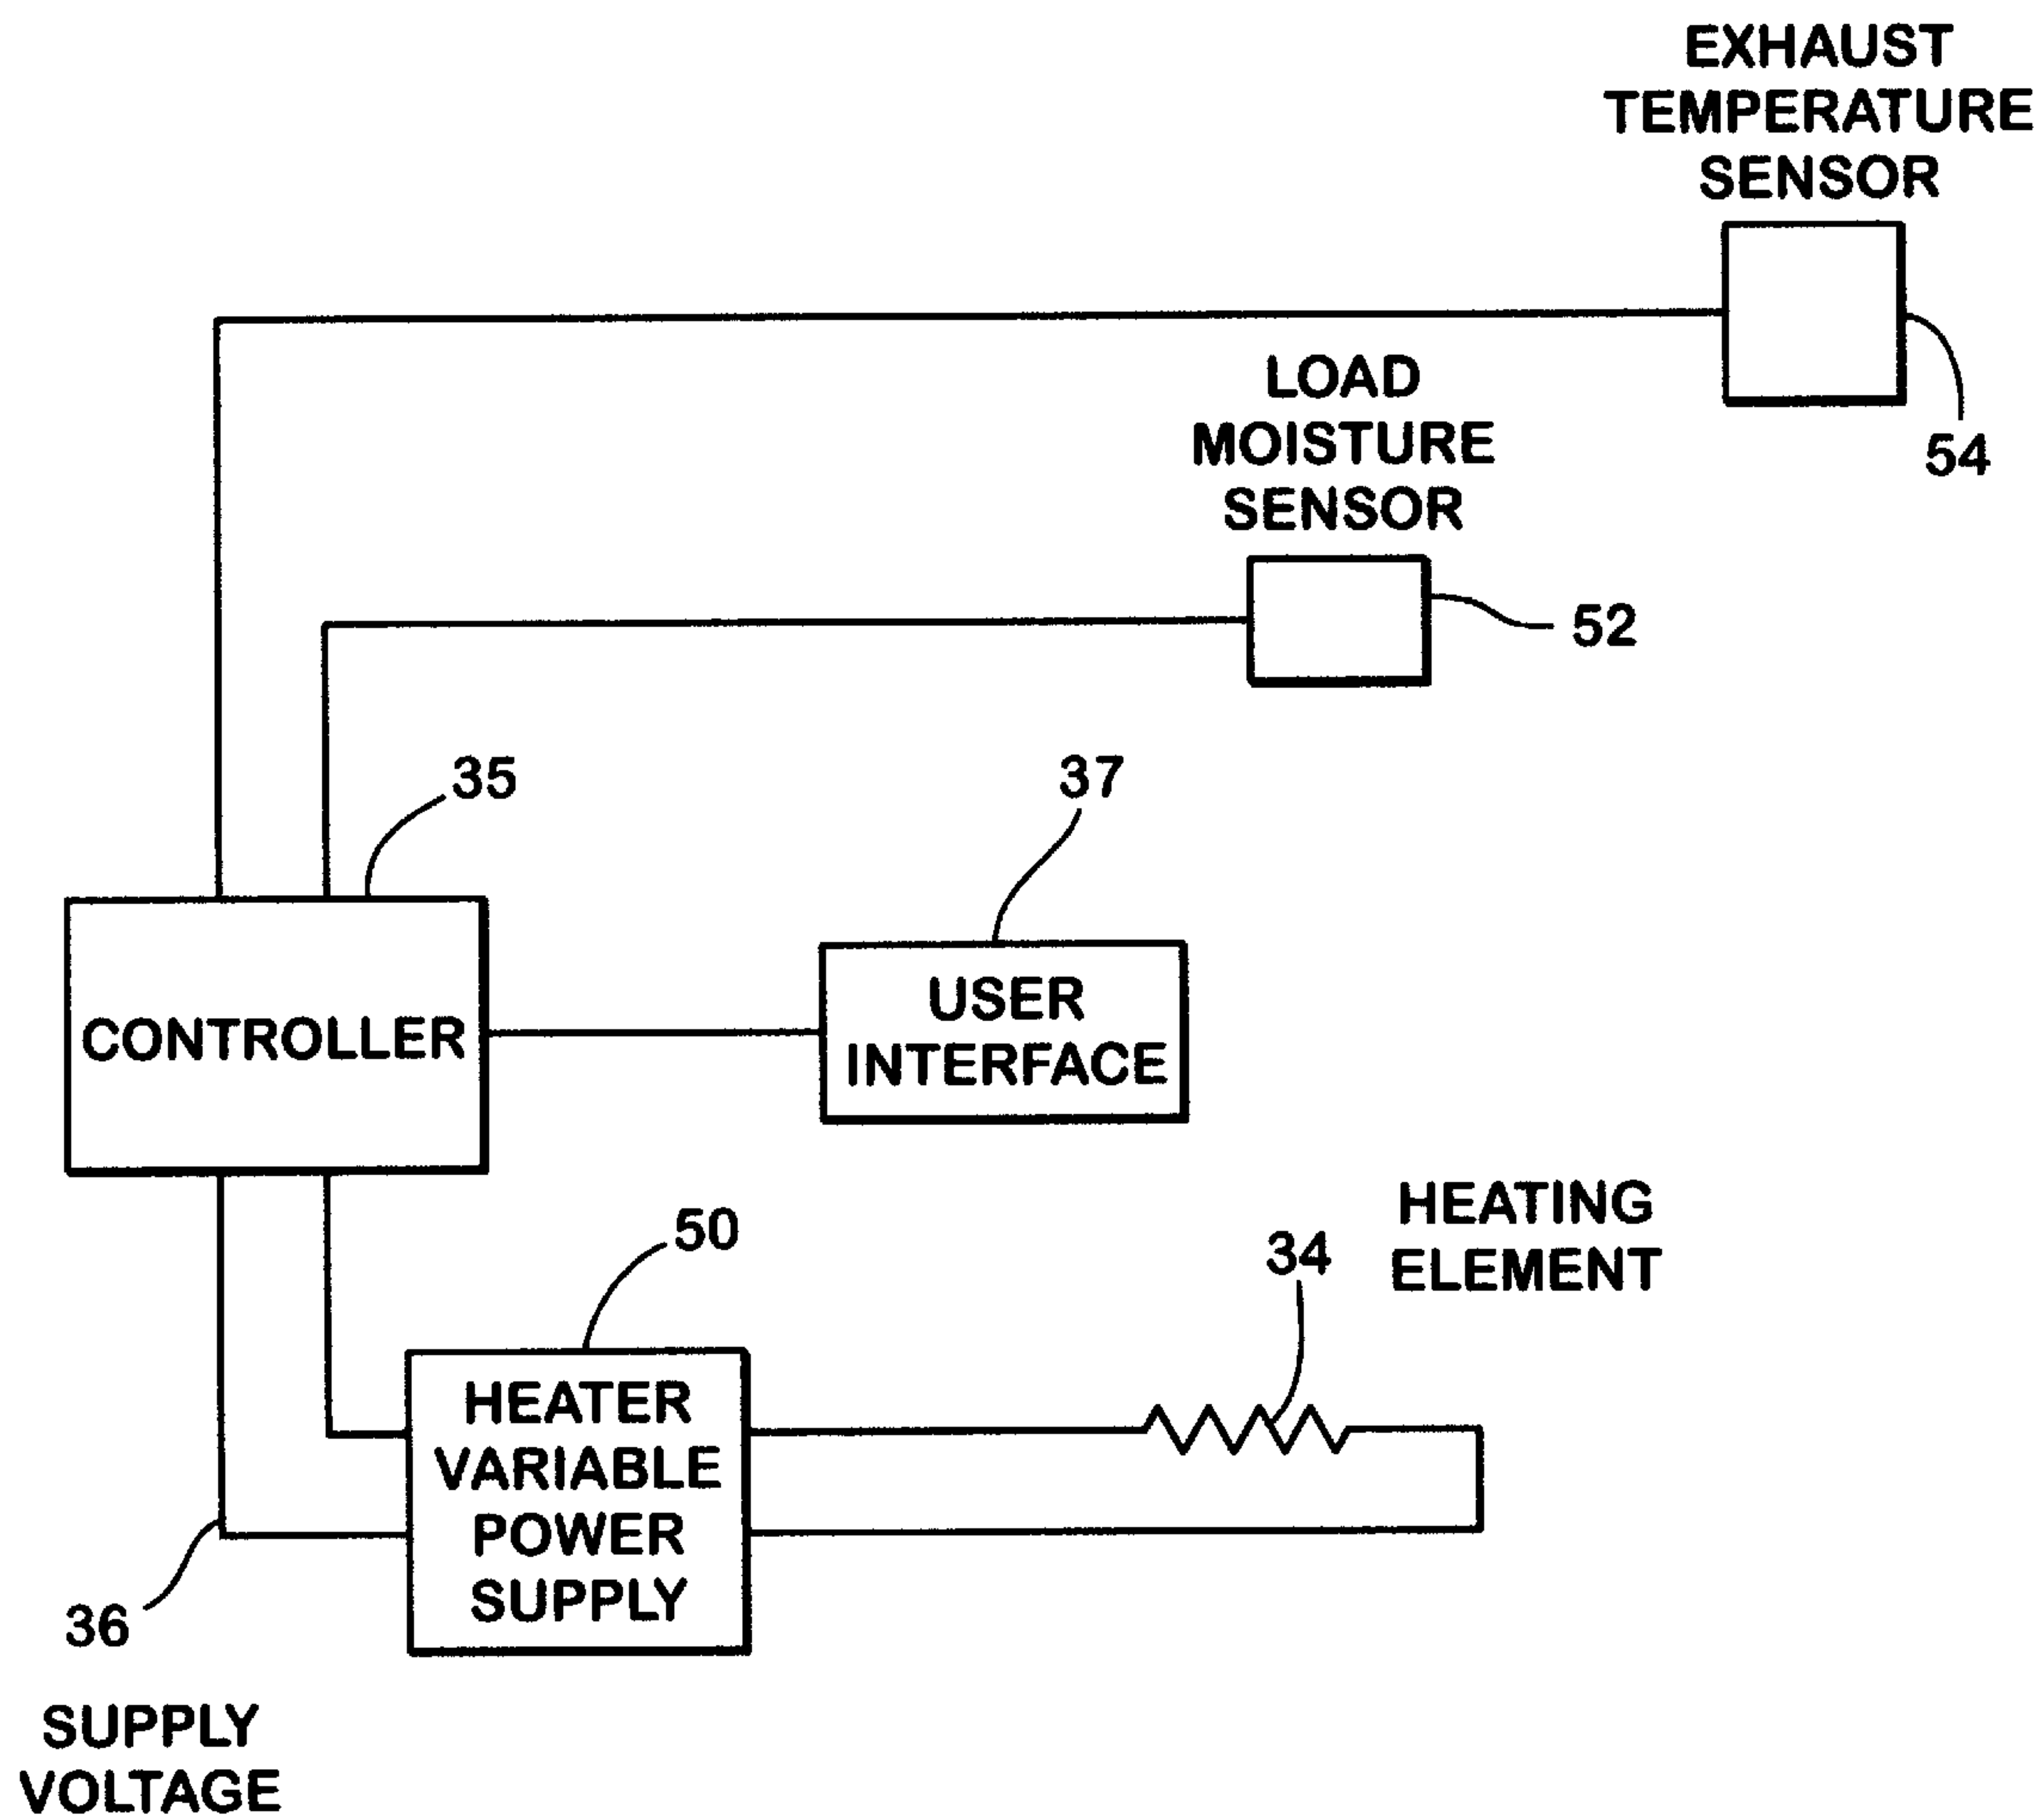 EXHAUST
TEMPERATURE
SENSOR
54
LOAD
MOISTURE
SENSOR
52
35
37
CONTROLLER
USER
INTERFACE
50
34
HEATING
ELEMENT
HEATER
VARIABLE
POWER
SUPPLY
36
SUPPLY
VOLTAGE